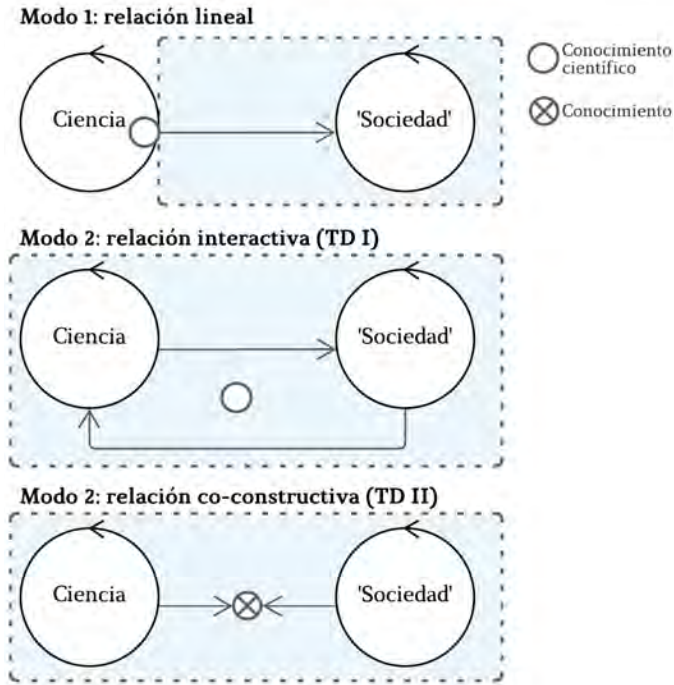 Modo 1: relación lineal
Ciencia
'Sociedad'
Conocimiento
científico
Conocimiento
Modo 2: relación interactiva (TD I)
Ciencia
'Sociedad'
Modo 2: relación co-constructiva (TD II)
Ciencia
'Sociedad'